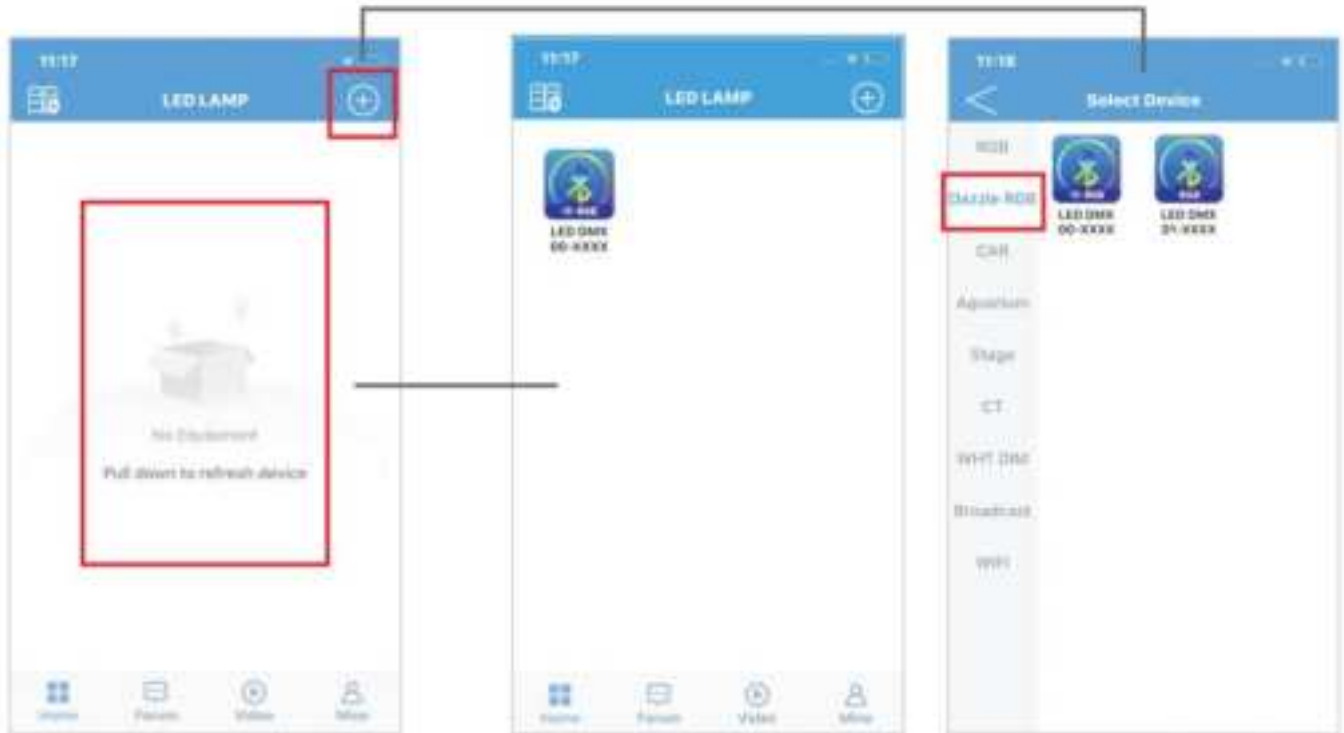 11:17
LED LAMP
No Equipment
Pull down to refresh device
Home
Forum
Video
Mine
11:17
LED LAMP
LED DMX
00-XXXX
Home
Forum
Video
Mine
11:18
Select Device
RGB
Dazzle RGB
CAR
Aquarium
Stage
CT
WHT DIM
Broadcast
WIFI
LED DMX
00-XXXX
RGB
LED DMX
01-XXXX